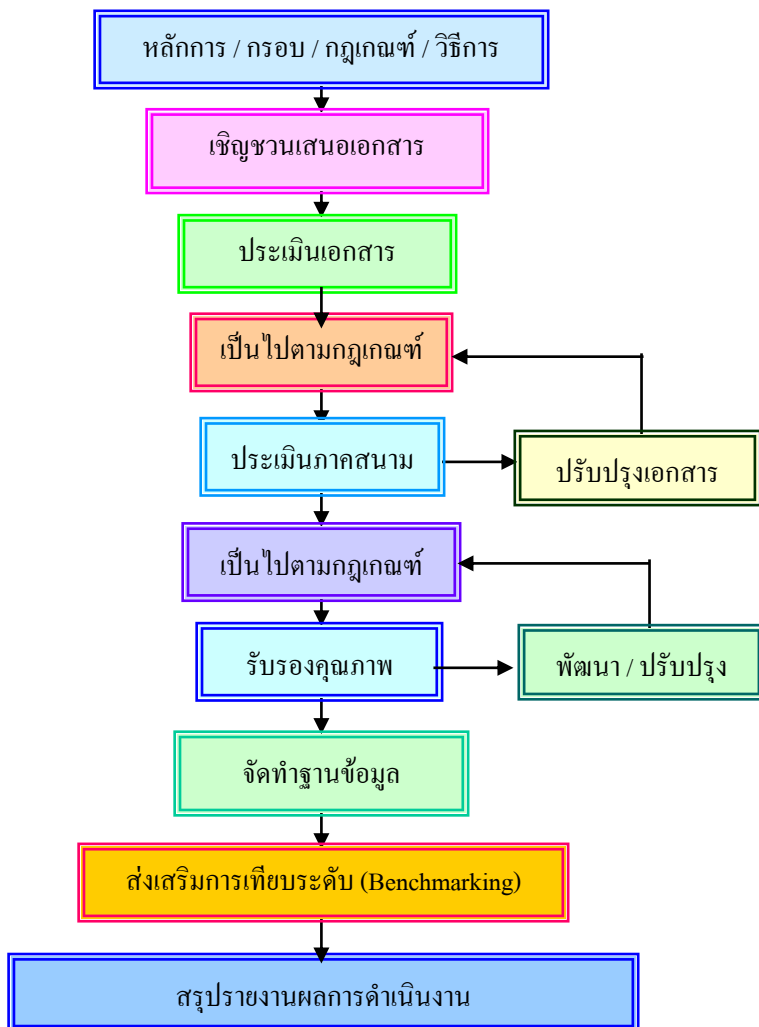 หลักการ / กรอบ / กฎเกณฑ์ / วิธีการ
เชิญชวนเสนอเอกสาร
ประเมินเอกสาร
เป็นไปตามกฎเกณฑ์
ประเมินภาคสนาม
ปรับปรุงเอกสาร
เป็นไปตามกฎเกณฑ์
รับรองคุณภาพ
พัฒนา / ปรับปรุง
จัดทำฐานข้อมูล
ส่งเสริมการเทียบระดับ (Benchmarking)
สรุปรายงานผลการดำเนินงาน